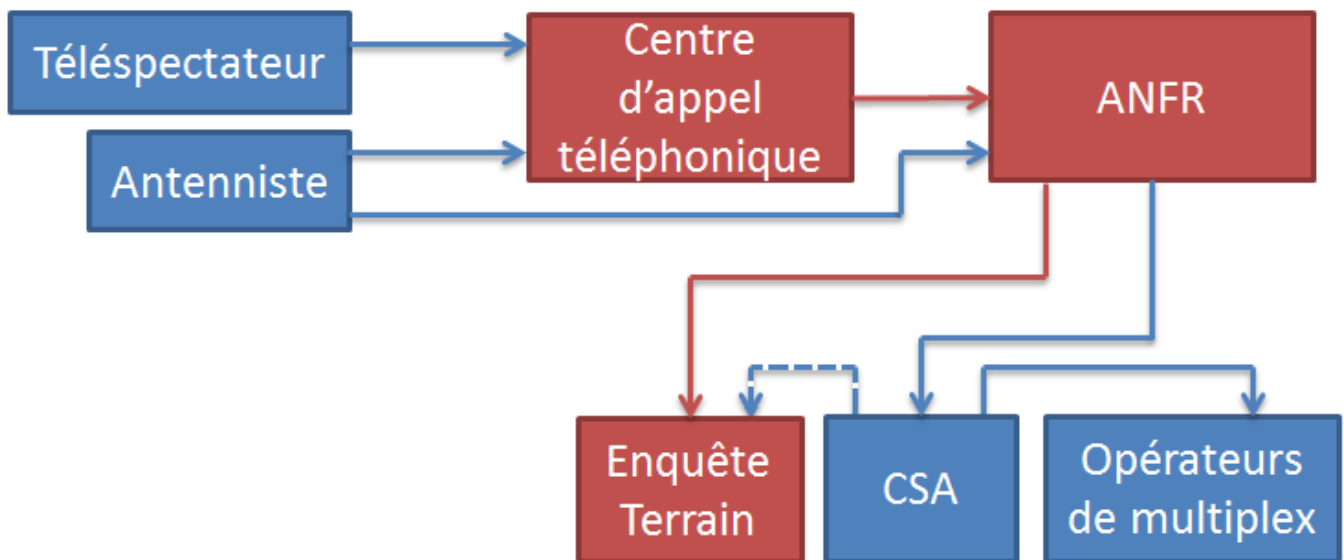 Téléspectateur
Centre
d'appel
téléphonique
ANFR
Antenniste
Enquête
Terrain
CSA
Opérateurs
de multiplex